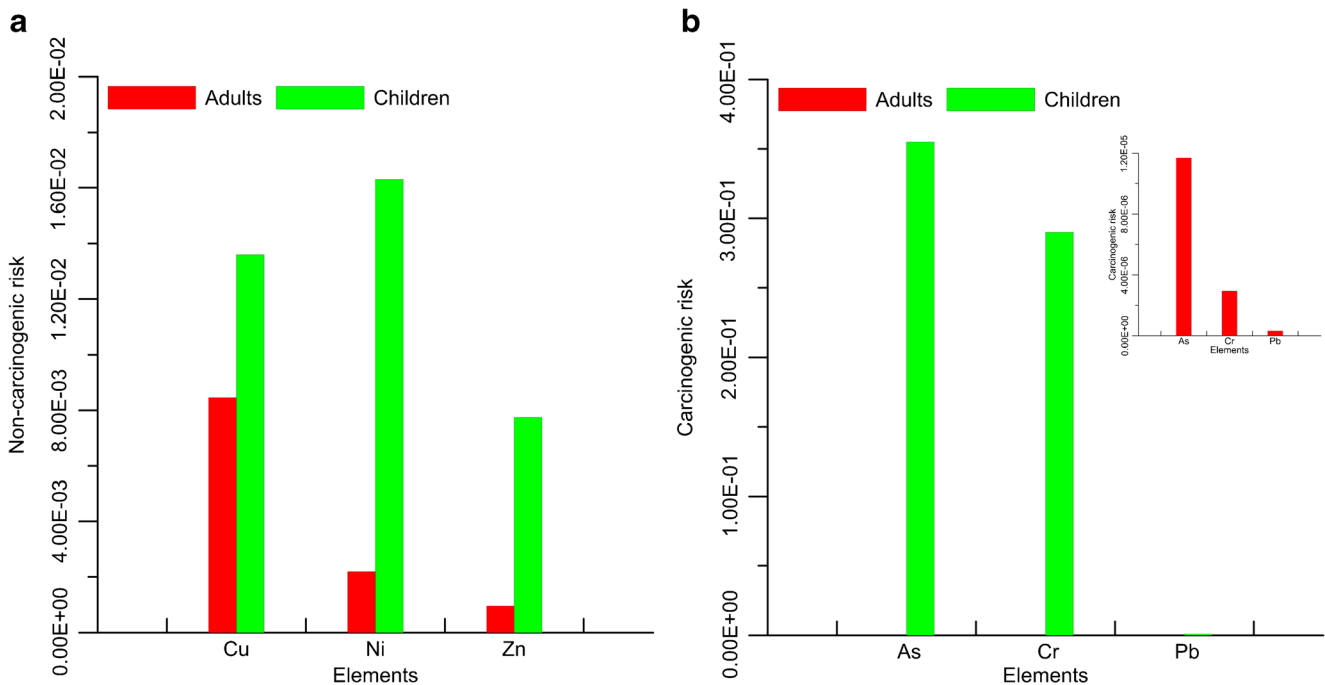 a
Non-carcinogenic risk
2.00E-02
1.60E-02
1.20E-02
8.00E-03
4.00E-03
0.00E+00
Adults
Children
Cu
Ni
Zn
Elements
b
Carcinogenic risk
4.00E-01
3.00E-01
2.00E-01
1.00E-01
0.00E+00
Adults
Children
As
Cr
Pb
Elements
Carcinogenic risk
1.20E-05
8.00E-06
4.00E-06
0.00E+00
As
Cr
Pb
Elements